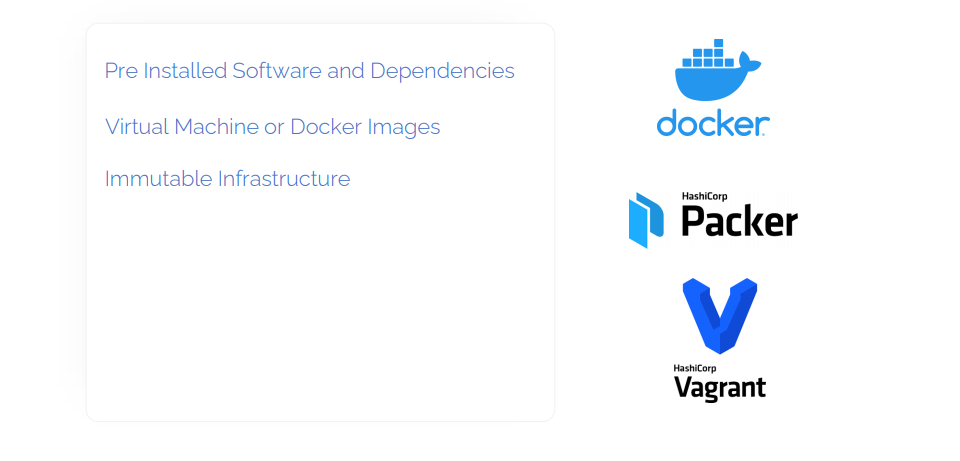 Pre Installed Software and Dependencies
Virtual Machine or Docker Images
Immutable Infrastructure
docker
HashiCorp
Packer
HashiCorp
Vagrant